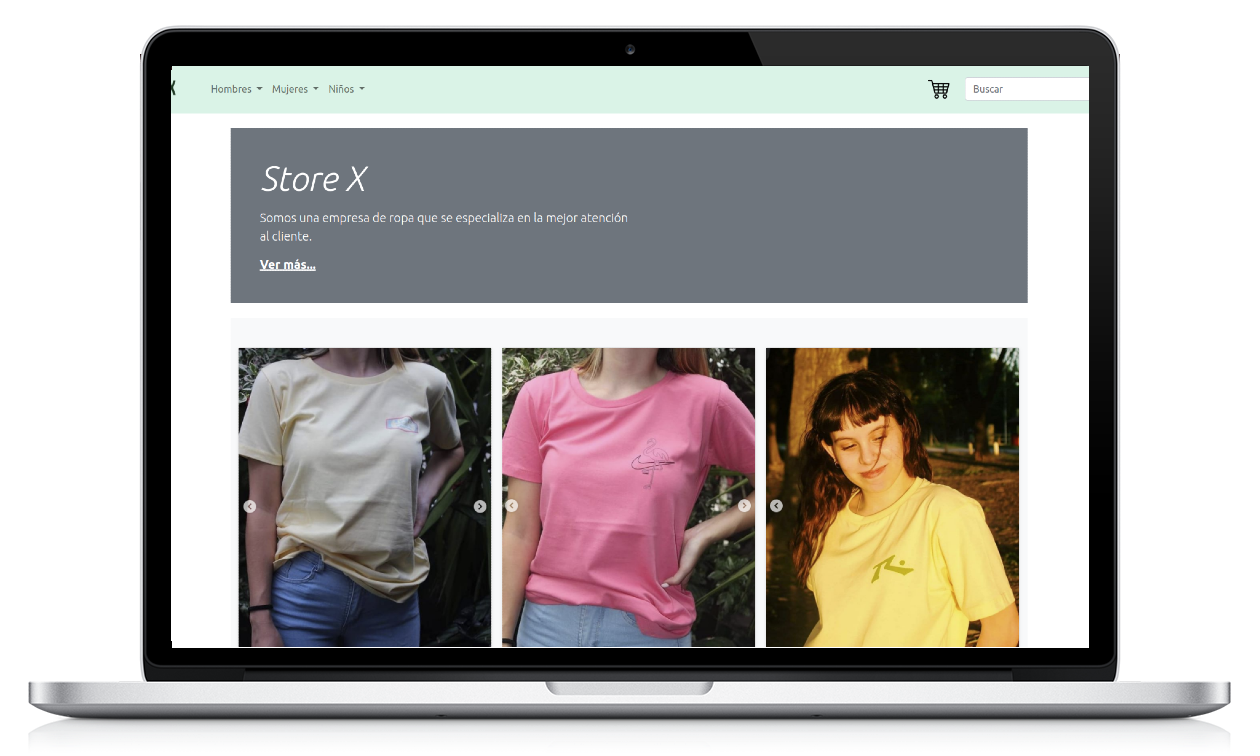 X
Hombres Mujeres Niños
Buscar
Store X
Somos una empresa de ropa que se especializa en la mejor atención
al cliente.
Ver más...